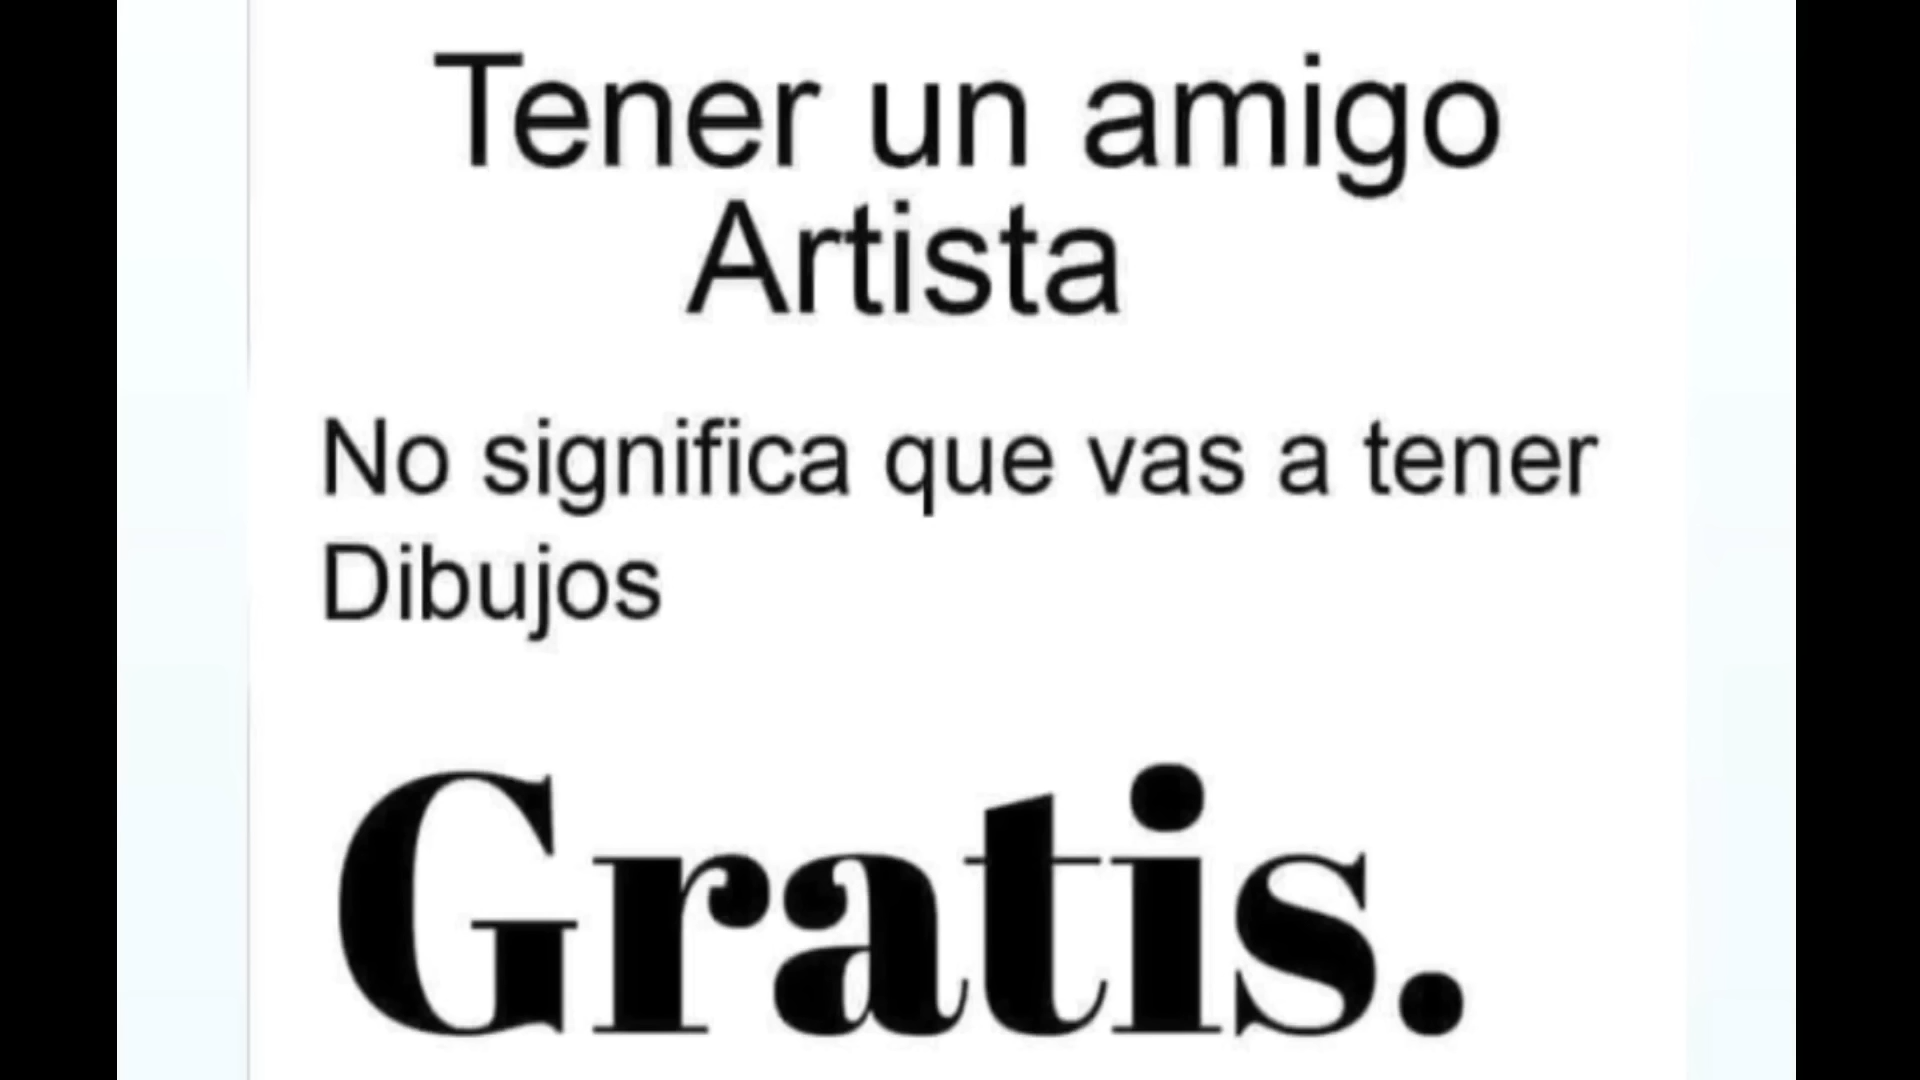 Tener un amigo
Artista
No significa que vas a tener
Dibujos
Gratis.